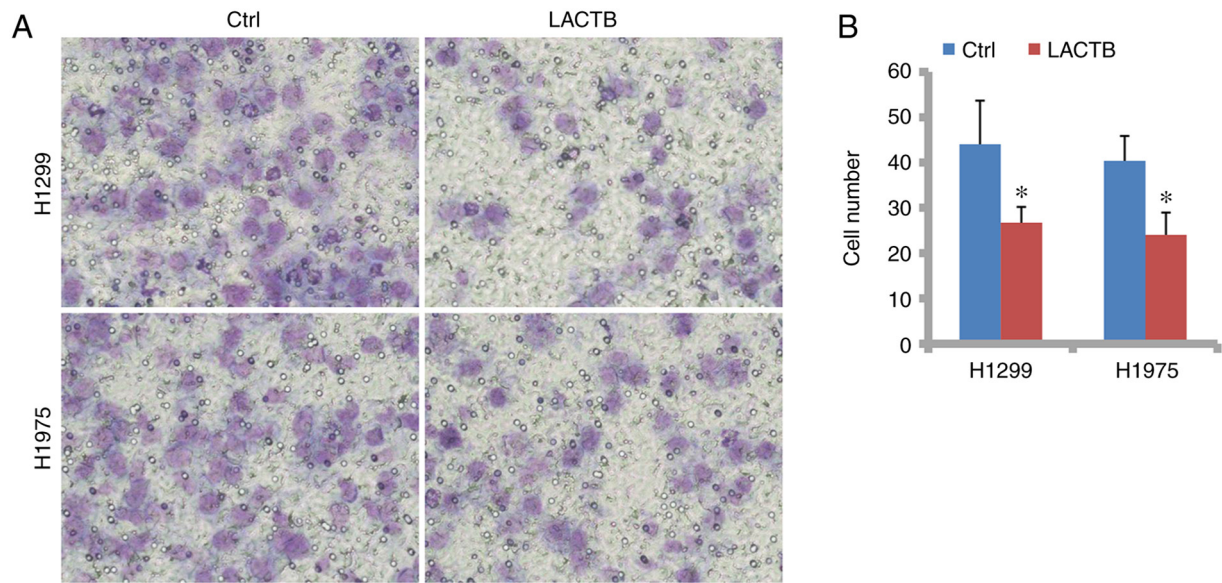 A
Ctrl
LACTB
H1299
H1975
B
Ctrl
LACTB
Cell number
60
50
40
30
20
10
0
*
*
H1299
H1975